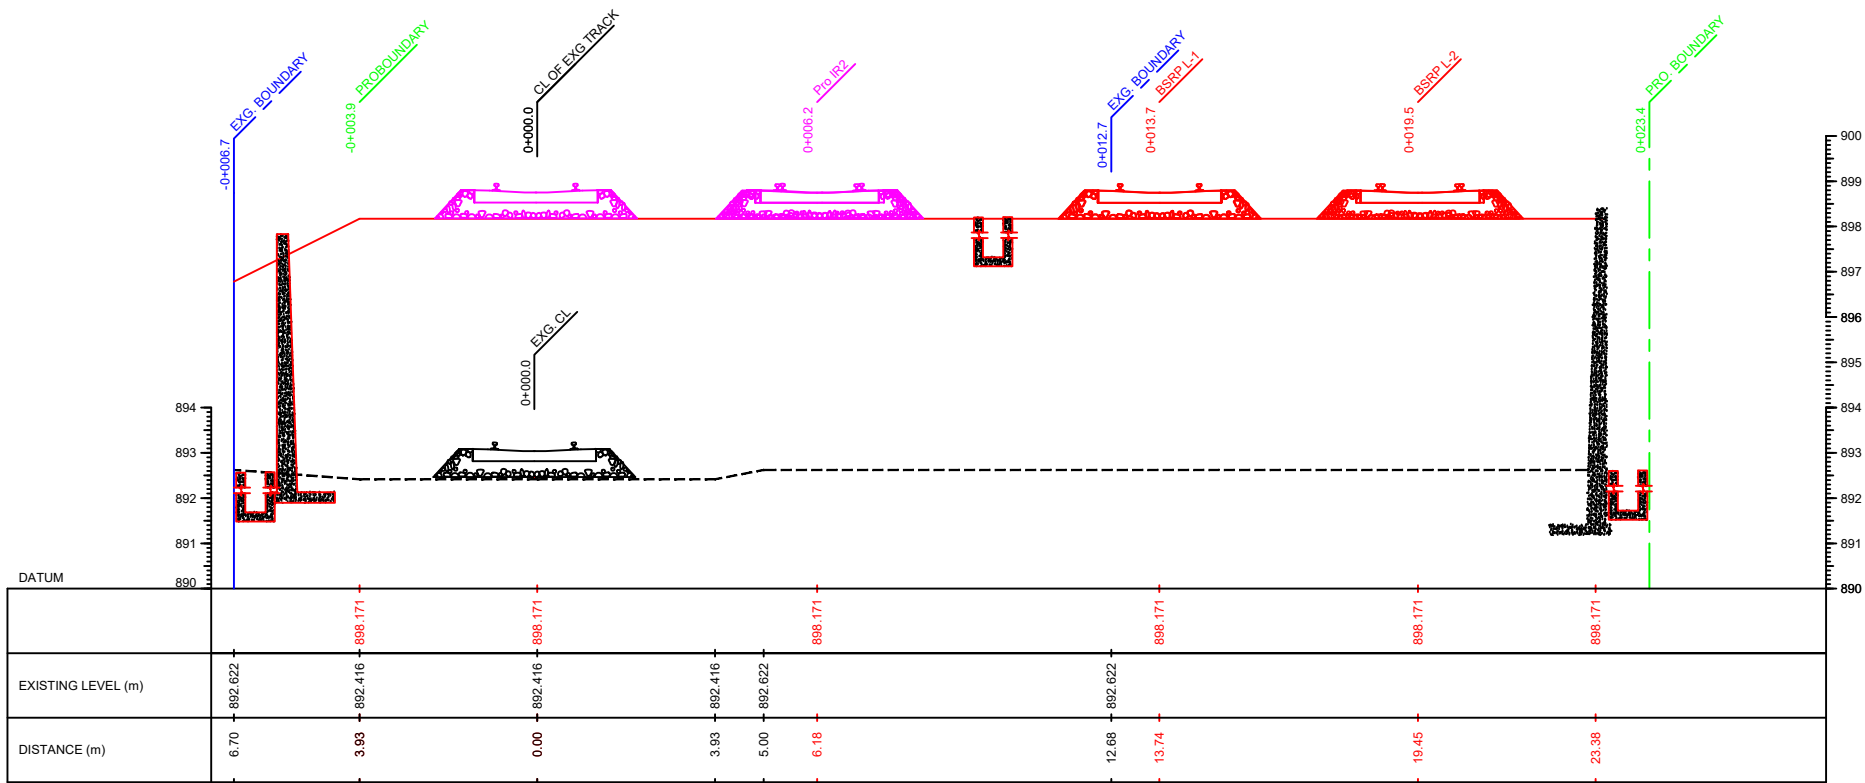 EXG. BOUNDARY
-0+006.7
PROBOUNDARY
-0+003.9
CL OF EXG TRACK
0+000.0
Pro IR2
0+006.2
EXG. BOUNDARY
0+012.7
BSRP L-1
0+013.7
BSRP L-2
0+019.5
PRO. BOUNDARY
0+023.4
900
899
898
897
896
895
894
893
892
891
890
EXG. CL
0+000.0
894
893
892
891
890
DATUM
898.171 898.171 898.171 898.171 898.171 898.171
EXISTING LEVEL (m) 892.622 892.416 892.416 892.416 892.622 892.622
DISTANCE (m) 6.70 3.93 0.00 3.93 5.00 6.18 12.68 13.74 19.45 23.38